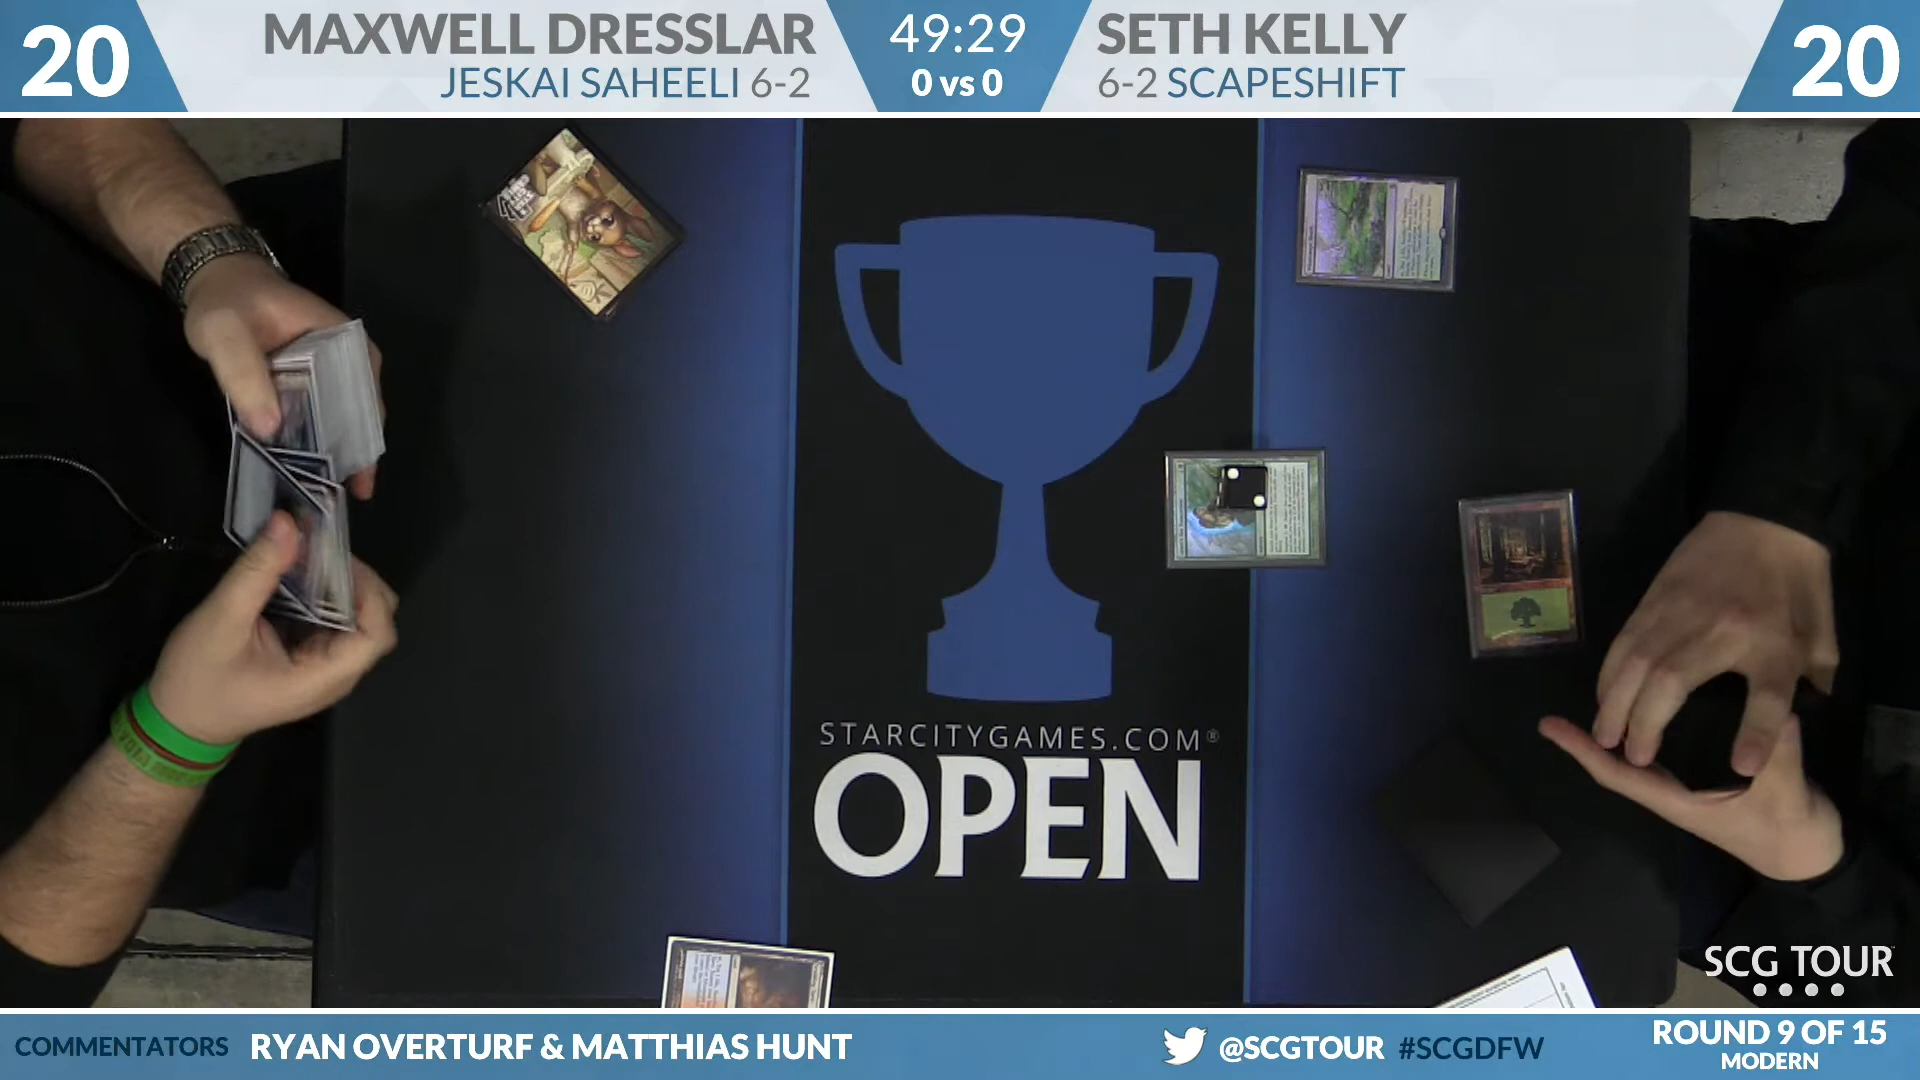 20
MAXWELL DRESSLAR
JESKAI SAHEELI 6-2
49:29
0 vs 0
SETH KELLY
6-2 SCAPESHIFT
20
STARCITYGAMES.COM®
OPEN
SCG TOUR
COMMENTATORS RYAN OVERTURF & MATTHIAS HUNT
@SCGTOUR #SCGDFW
ROUND 9 OF 15
MODERN